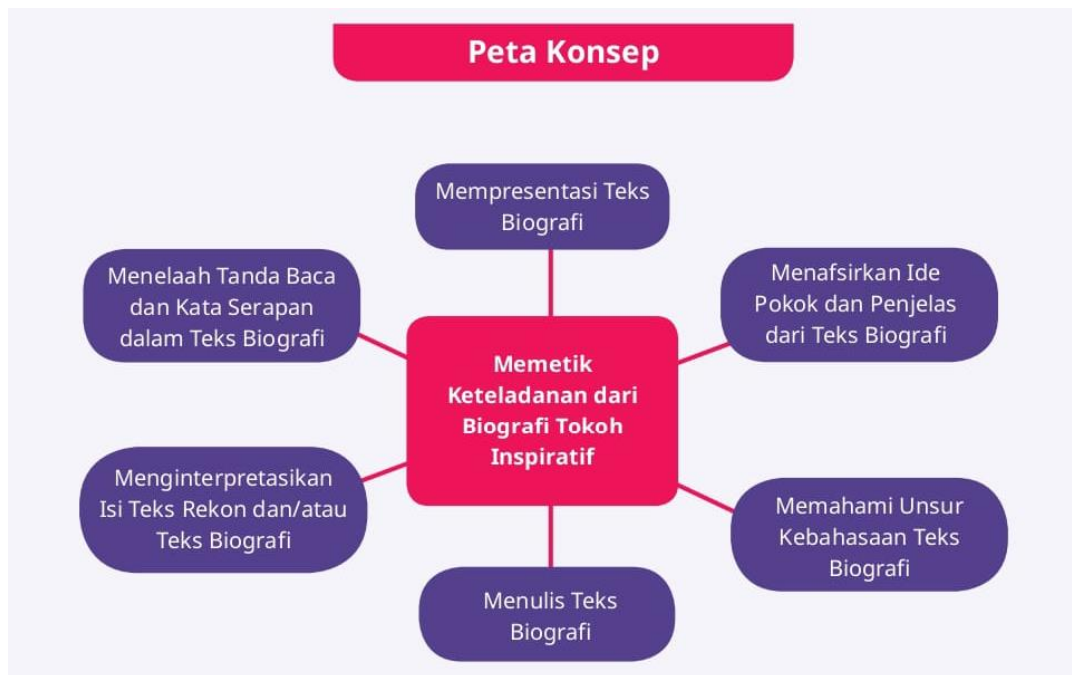 Peta Konsep
Mempresentasi Teks
Biografi
Menelaah Tanda Baca
dan Kata Serapan
dalam Teks Biografi
Menafsirkan Ide
Pokok dan Penjelas
dari Teks Biografi
Memetik
Keteladanan dari
Biografi Tokoh
Inspiratif
Menginterpretasikan
Isi Teks Rekon dan/atau
Teks Biografi
Memahami Unsur
Kebahasaan Teks
Biografi
Menulis Teks
Biografi